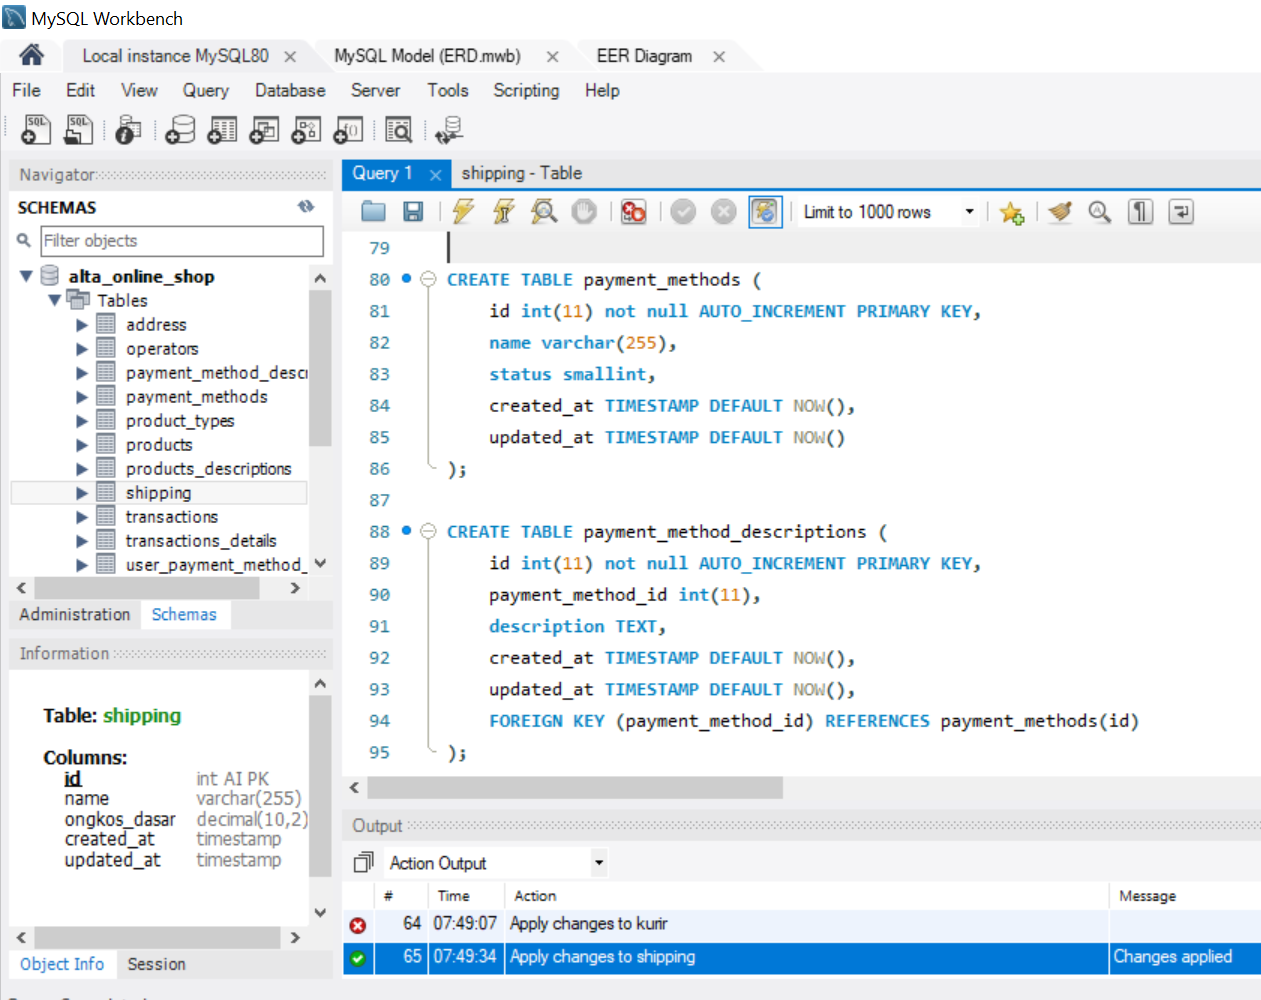 MySQL Workbench
Local instance MySQL80
MySQL Model (ERD.mwb)
EER Diagram
File Edit View Query Database Server Tools Scripting Help
Navigator
SCHEMAS
Filter objects
alta_online_shop
Tables
address
operators
payment_method_descr
payment_methods
product_types
products
products_descriptions
shipping
transactions
transactions_details
user_payment_method_
Administration Schemas
Information
Table: shipping
Columns:
id int AI PK
name varchar(255)
ongkos_dasar decimal(10,2)
created_at timestamp
updated_at timestamp
Object Info Session
Query 1 shipping - Table
Limit to 1000 rows
79
80 CREATE TABLE payment_methods (
81 id int(11) not null AUTO_INCREMENT PRIMARY KEY,
82 name varchar(255),
83 status smallint,
84 created_at TIMESTAMP DEFAULT NOW(),
85 updated_at TIMESTAMP DEFAULT NOW()
86 );
87
88 CREATE TABLE payment_method_descriptions (
89 id int(11) not null AUTO_INCREMENT PRIMARY KEY,
90 payment_method_id int(11),
91 description TEXT,
92 created_at TIMESTAMP DEFAULT NOW(),
93 updated_at TIMESTAMP DEFAULT NOW(),
94 FOREIGN KEY (payment_method_id) REFERENCES payment_methods(id)
95 );
Output
Action Output
# Time Action Message
64 07:49:07 Apply changes to kurir
65 07:49:34 Apply changes to shipping Changes applied